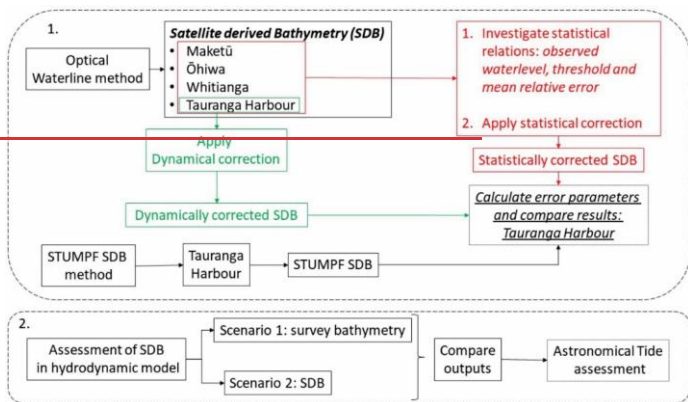 1.
Optical
Waterline method
Satellite derived Bathymetry (SDB)
• Maketū
• Ōhiwa
• Whitianga
• Tauranga Harbour
1. Investigate statistical
relations: observed
waterlevel, threshold and
mean relative error
2. Apply statistical correction
Apply
Dynamical correction
Statistically corrected SDB
Dynamically corrected SDB
Calculate error parameters
and compare results:
Tauranga Harbour
STUMPF SDB
method
Tauranga
Harbour
STUMPF SDB
2.
Assessment of SDB
in hydrodynamic model
Scenario 1: survey bathymetry
Scenario 2: SDB
Compare
outputs
Astronomical Tide
assessment